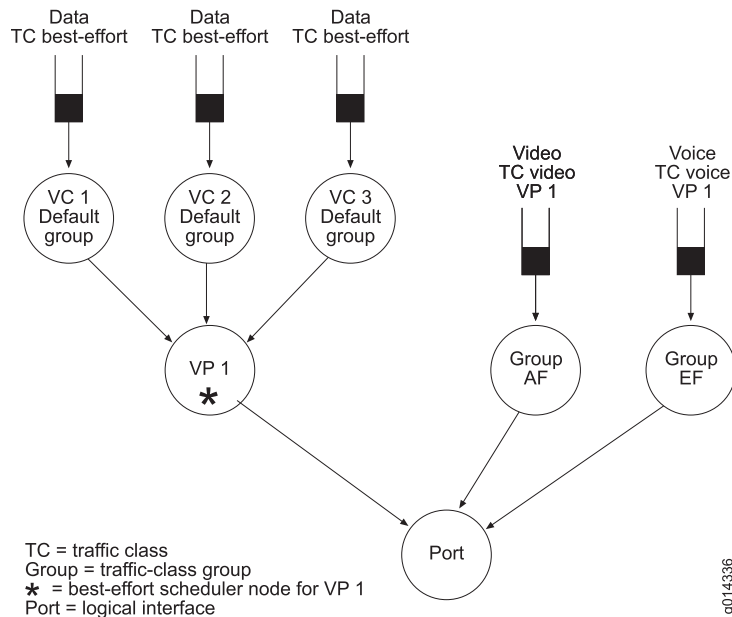 Data
TC best-effort
Data
TC best-effort
Data
TC best-effort
Video
TC video
VP 1
Voice
TC voice
VP 1
VC 1
Default
group
VC 2
Default
group
VC 3
Default
group
VP 1
*
Group
AF
Group
EF
Port
TC = traffic class
Group = traffic-class group
* = best-effort scheduler node for VP 1
Port = logical interface
g014336